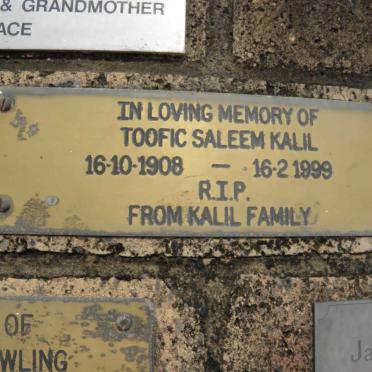 & GRANDMOTHER
ACE
IN LOVING MEMORY OF
TOOFIC SALEEM KALIL
16-10-1908 — 16-2 1999
R.I.P.
FROM KALIL FAMILY
OF
WLING
Ja